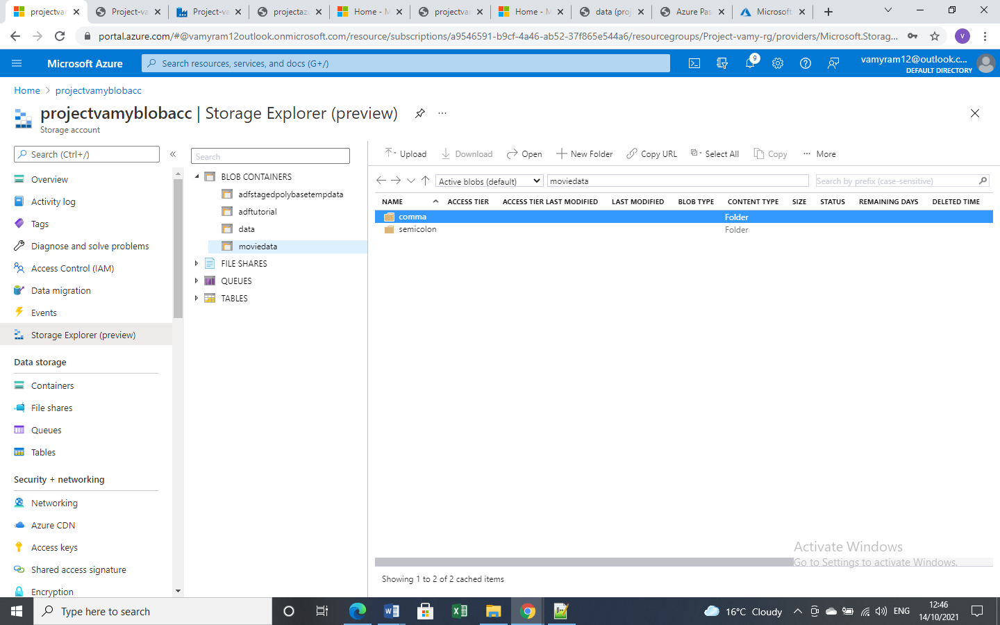 projectvam
Project-va
Project-va
projectaz
Home - M
projectvam
Home - M
data (proj
Azure Pas
Microsoft
portal.azure.com/#@vamyram12outlook.onmicrosoft.com/resource/subscriptions/a9546591-b9cf-4a46-ab52-37f865e544a6/resourcegroups/Project-vamy-rg/providers/Microsoft.Storag...
V
Microsoft Azure
Search resources, services, and docs (G+/)
9
vamyram12@outlook.c...
DEFAULT DIRECTORY
Home > projectvamyblobacc
projectvamyblobacc | Storage Explorer (preview)
Storage account
Search (Ctrl+/)
Overview
Activity log
Tags
Diagnose and solve problems
Access Control (IAM)
Data migration
Events
Storage Explorer (preview)
Data storage
Containers
File shares
Queues
Tables
Security + networking
Networking
Azure CDN
Access keys
Shared access signature
Encryption
Search
BLOB CONTAINERS
adfstagedpolybasetempdata
adftutorial
data
moviedata
FILE SHARES
QUEUES
TABLES
Upload Download Open New Folder Copy URL Select All Copy More
Active blobs (default) moviedata Search by prefix (case-sensitive)
NAME ACCESS TIER ACCESS TIER LAST MODIFIED LAST MODIFIED BLOB TYPE CONTENT TYPE SIZE STATUS REMAINING DAYS DELETED TIME
comma Folder
semicolon Folder
Activate Windows
Go to Settings to activate Windows.
Showing 1 to 2 of 2 cached items
Type here to search
16°C Cloudy
ENG
12:46
14/10/2021